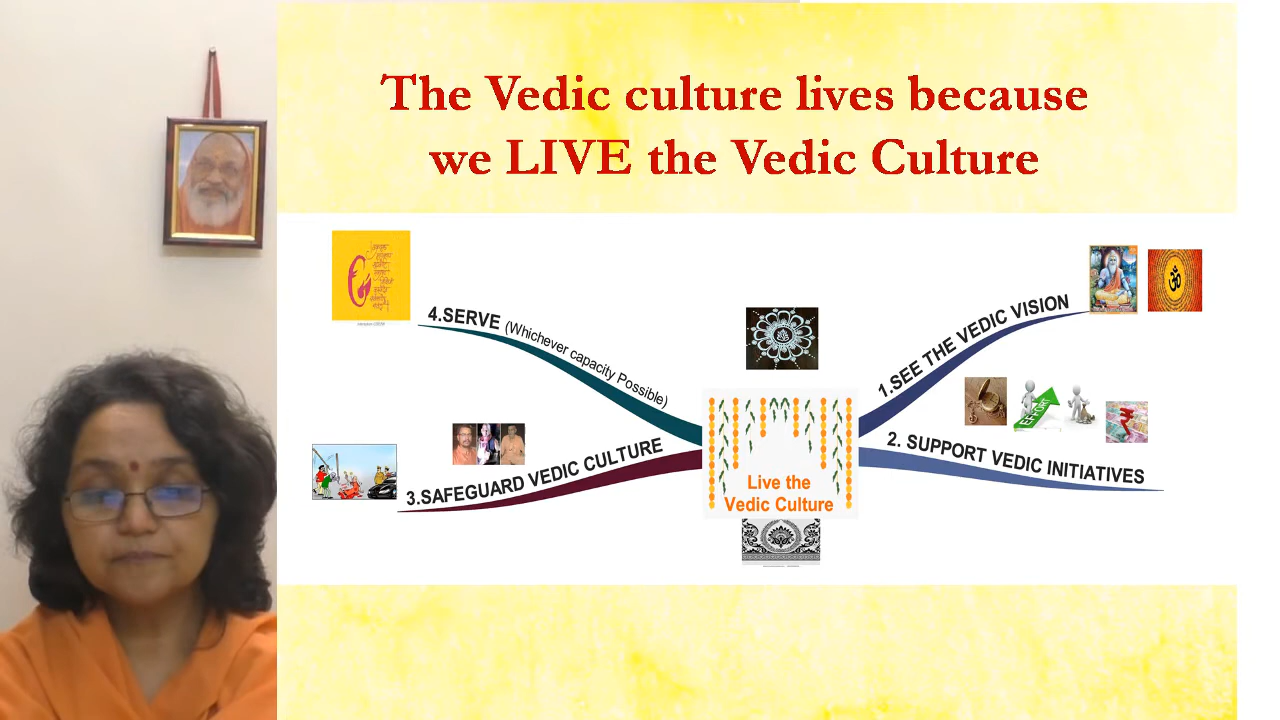 The Vedic culture lives because
we LIVE the Vedic Culture
4.SERVE (Whichever capacity Possible)
1.SEE THE VEDIC VISION
ॐ
EFFORT
2. SUPPORT VEDIC INITIATIVES
3.SAFEGUARD VEDIC CULTURE
Live the
Vedic Culture